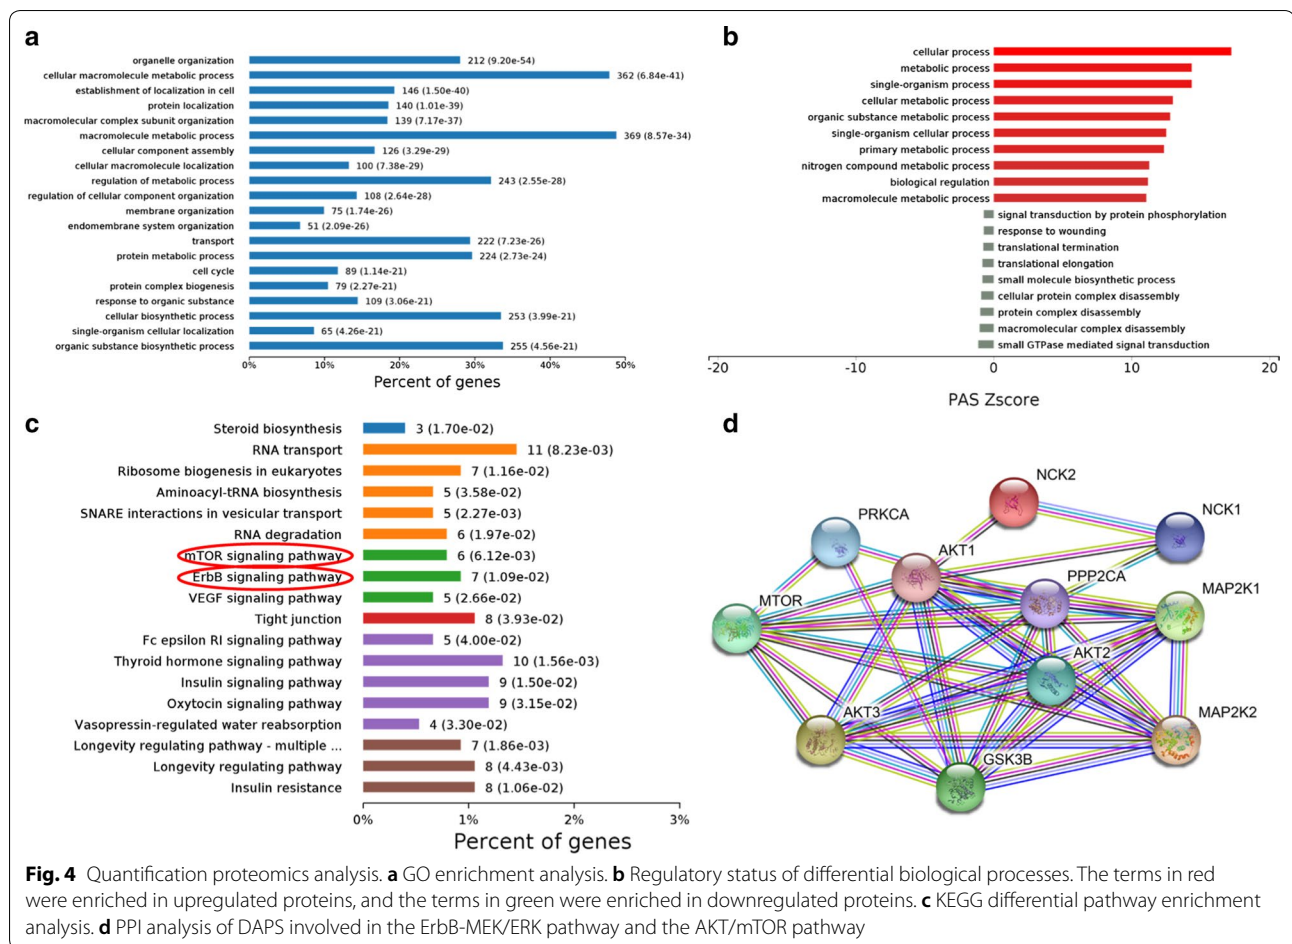 a
organelle organization 212 (9.20e-54)
cellular macromolecule metabolic process 362 (6.84e-41)
establishment of localization in cell 146 (1.50e-40)
protein localization 140 (1.01e-39)
macromolecular complex subunit organization 139 (7.17e-37)
macromolecule metabolic process 369 (8.57e-34)
cellular component assembly 126 (3.29e-29)
cellular macromolecule localization 100 (7.38e-29)
regulation of metabolic process 243 (2.55e-28)
regulation of cellular component organization 108 (2.64e-28)
membrane organization 75 (1.74e-26)
endomembrane system organization 51 (2.09e-26)
transport 222 (7.23e-26)
protein metabolic process 224 (2.73e-24)
cell cycle 89 (1.14e-21)
protein complex biogenesis 79 (2.27e-21)
response to organic substance 109 (3.06e-21)
cellular biosynthetic process 253 (3.99e-21)
single-organism cellular localization 65 (4.26e-21)
organic substance biosynthetic process 255 (4.56e-21)
0% 10% 20% 30% 40% 50%
Percent of genes
b
cellular process
metabolic process
single-organism process
cellular metabolic process
organic substance metabolic process
single-organism cellular process
primary metabolic process
nitrogen compound metabolic process
biological regulation
macromolecule metabolic process
signal transduction by protein phosphorylation
response to wounding
translational termination
translational elongation
small molecule biosynthetic process
cellular protein complex disassembly
protein complex disassembly
macromolecular complex disassembly
small GTPase mediated signal transduction
-20 -10 0 10 20
PAS Zscore
c
Steroid biosynthesis 3 (1.70e-02)
RNA transport 11 (8.23e-03)
Ribosome biogenesis in eukaryotes 7 (1.16e-02)
Aminoacyl-tRNA biosynthesis 5 (3.58e-02)
SNARE interactions in vesicular transport 5 (2.27e-03)
RNA degradation 6 (1.97e-02)
mTOR signaling pathway 6 (6.12e-03)
ErbB signaling pathway 7 (1.09e-02)
VEGF signaling pathway 5 (2.66e-02)
Tight junction 8 (3.93e-02)
Fc epsilon RI signaling pathway 5 (4.00e-02)
Thyroid hormone signaling pathway 10 (1.56e-03)
Insulin signaling pathway 9 (1.50e-02)
Oxytocin signaling pathway 9 (3.15e-02)
Vasopressin-regulated water reabsorption 4 (3.30e-02)
Longevity regulating pathway - multiple ... 7 (1.86e-03)
Longevity regulating pathway 8 (4.43e-03)
Insulin resistance 8 (1.06e-02)
0% 1% 2% 3%
Percent of genes
d
NCK2
NCK1
PRKCA
AKT1
PPP2CA
MAP2K1
MTOR
AKT2
AKT3
MAP2K2
GSK3B
Fig. 4 Quantification proteomics analysis. a GO enrichment analysis. b Regulatory status of differential biological processes. The terms in red
were enriched in upregulated proteins, and the terms in green were enriched in downregulated proteins. c KEGG differential pathway enrichment
analysis. d PPI analysis of DAPS involved in the ErbB-MEK/ERK pathway and the AKT/mTOR pathway